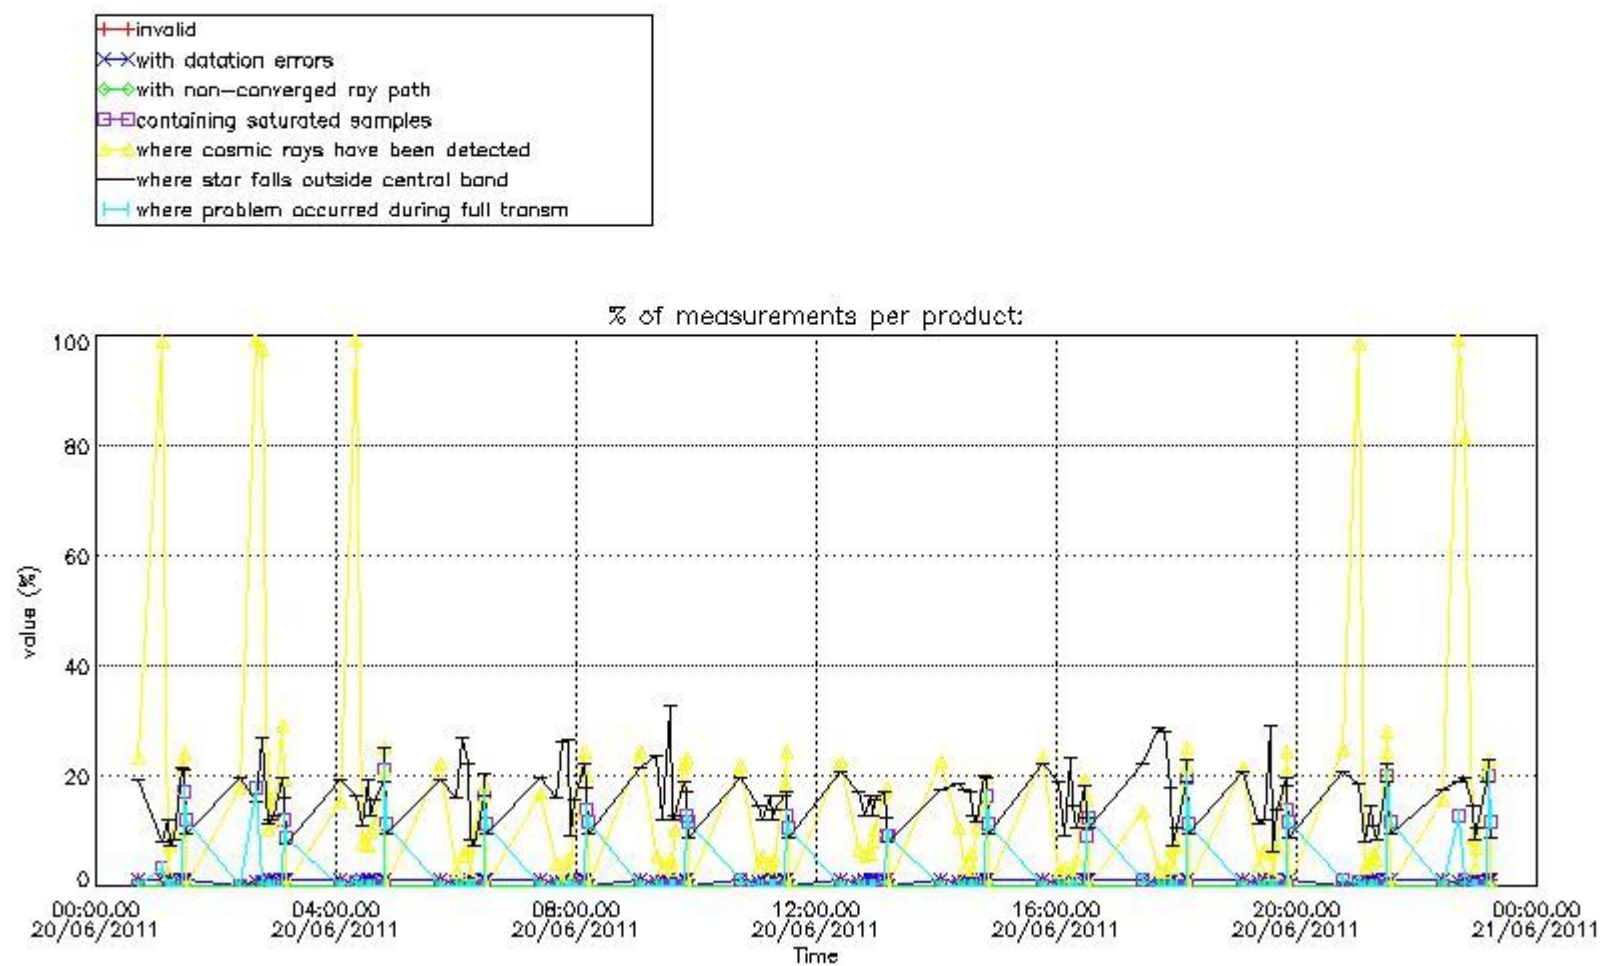 invalid
with datation errors
with non-converged ray path
containing saturated samples
where cosmic rays have been detected
where star falls outside central band
where problem occurred during full transm
% of measurements per product:
100
80
60
40
20
0
value (%)
00:00.00 04:00.00 08:00.00 12:00.00 16:00.00 20:00.00 00:00.00
20/06/2011 20/06/2011 20/06/2011 20/06/2011 20/06/2011 20/06/2011 21/06/2011
Time